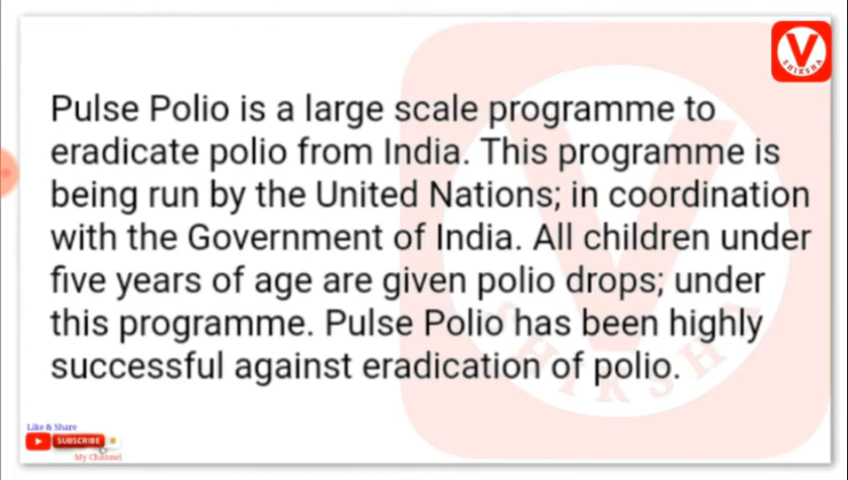 V
SHIKSHA
Pulse Polio is a large scale programme to
eradicate polio from India. This programme is
being run by the United Nations; in coordination
with the Government of India. All children under
five years of age are given polio drops; under
this programme. Pulse Polio has been highly
successful against eradication of polio.
V
SHIKSHA
Like & Share
SUBSCRIBE
My Channel